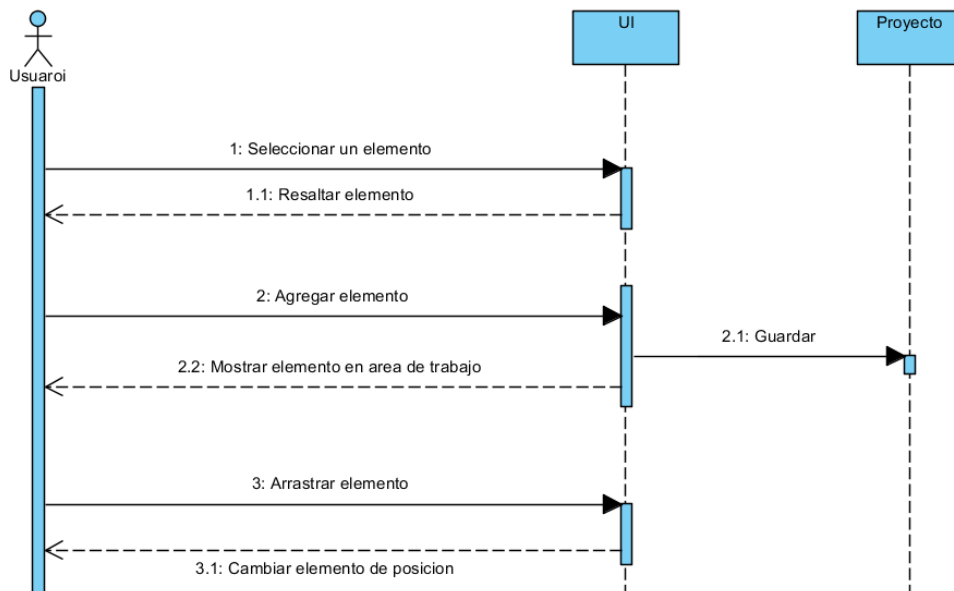 UI
Proyecto
Usuaroi
1: Seleccionar un elemento
1.1: Resaltar elemento
2: Agregar elemento
2.1: Guardar
2.2: Mostrar elemento en area de trabajo
3: Arrastrar elemento
3.1: Cambiar elemento de posicion